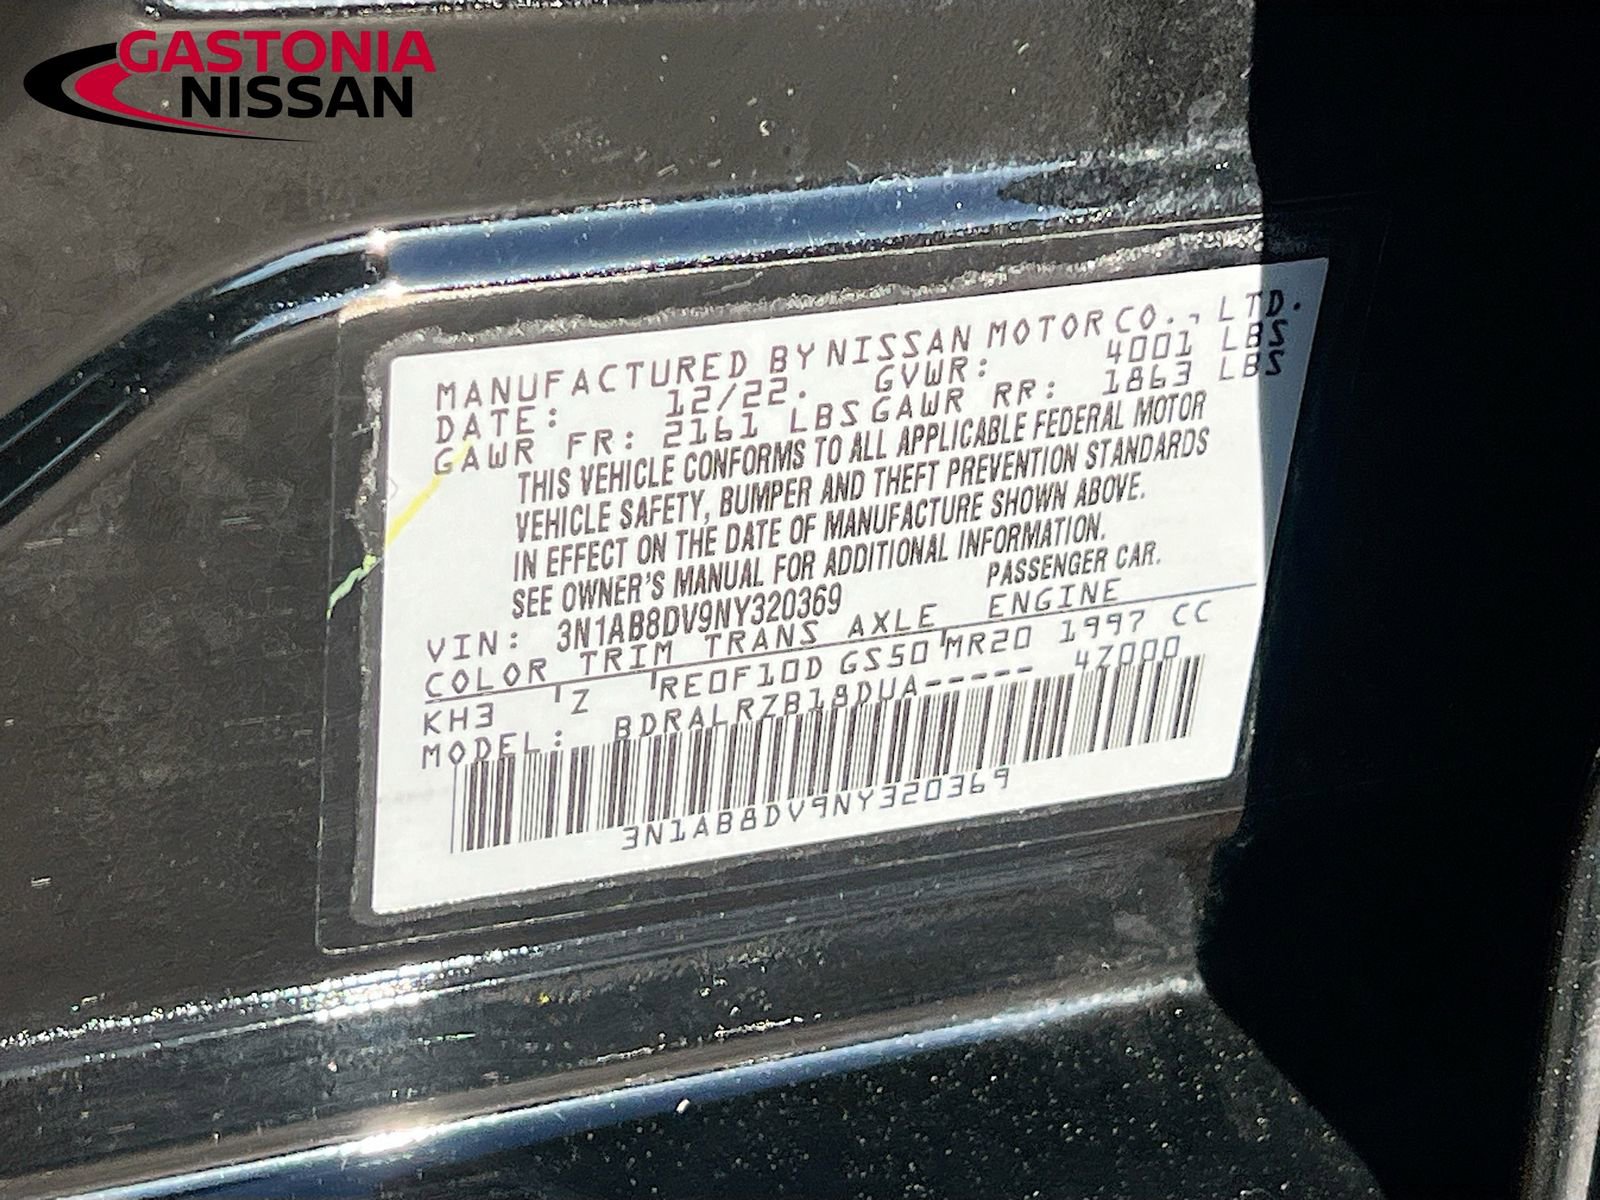 GASTONIA
NISSAN
MANUFACTURED BY NISSAN MOTOR CO., LTD.
DATE: 12/22. GVWR: 4001 LBS
GAWR FR: 2161 LBS GAWR RR: 1863 LBS
THIS VEHICLE CONFORMS TO ALL APPLICABLE FEDERAL MOTOR
VEHICLE SAFETY, BUMPER AND THEFT PREVENTION STANDARDS
IN EFFECT ON THE DATE OF MANUFACTURE SHOWN ABOVE.
SEE OWNER'S MANUAL FOR ADDITIONAL INFORMATION.
VIN: 3N1AB8DV9NY320369 PASSENGER CAR.
COLOR TRIM TRANS AXLE ENGINE
KH3 Z RE0F10D GS50 MR20 1997 CC
MODEL: BDRALRZB18DUA----- 47000
3N1AB8DV9NY320369